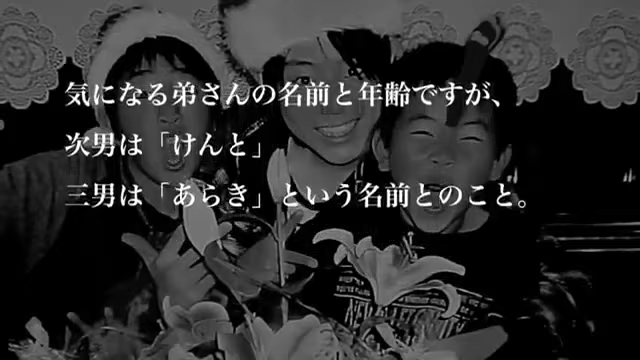 気になる弟さんの名前と年齢ですが、
次男は「けんと」
三男は「あらき」という名前とのこと。